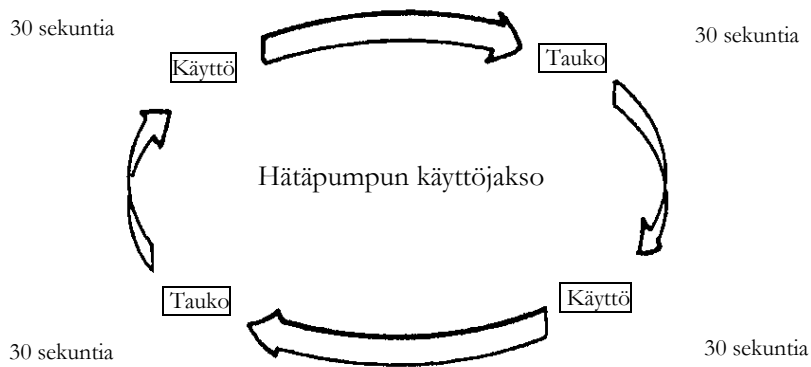 30 sekuntia
30 sekuntia
Käyttö
Tauko
Hätäpumpun käyttöjakso
Tauko
Käyttö
30 sekuntia
30 sekuntia